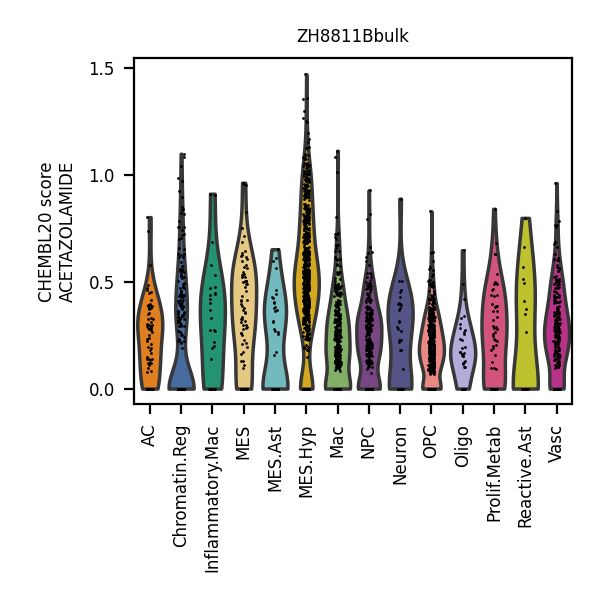 ZH8811Bbulk
CHEMBL20 score
ACETAZOLAMIDE
1.5
1.0
0.5
0.0
AC
Chromatin.Reg
Inflammatory.Mac
MES
MES.Ast
MES.Hyp
Mac
NPC
Neuron
OPC
Oligo
Prolif.Metab
Reactive.Ast
Vasc